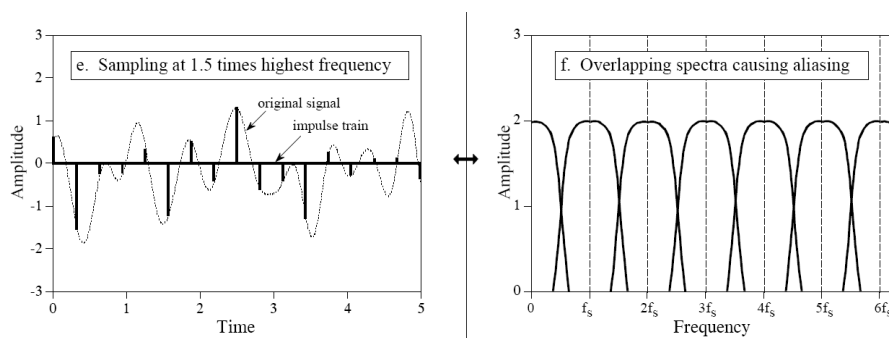 e. Sampling at 1.5 times highest frequency
original signal
impulse train
Amplitude
3
2
1
0
-1
-2
-3
0 1 2 3 4 5
Time
f. Overlapping spectra causing aliasing
Amplitude
3
2
1
0
0 fs 2fs 3fs 4fs 5fs 6fs
Frequency